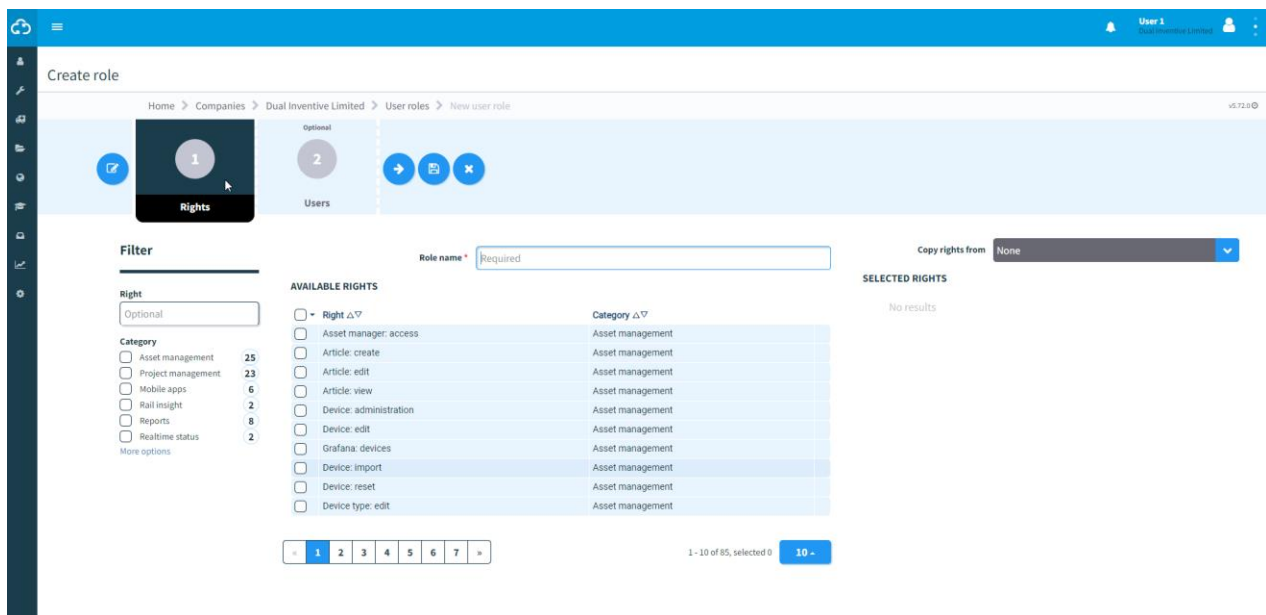 User 1
Dual Inventive Limited
Create role
Home > Companies > Dual Inventive Limited > User roles > New user role
v5.72.0
1
Rights
Optional
2
Users
Filter
Right
Optional
Category
Asset management 25
Project management 23
Mobile apps 6
Rail insight 2
Reports 8
Realtime status 2
More options
Role name * Required
AVAILABLE RIGHTS
Right Category
Asset manager: access Asset management
Article: create Asset management
Article: edit Asset management
Article: view Asset management
Device: administration Asset management
Device: edit Asset management
Grafana: devices Asset management
Device: import Asset management
Device: reset Asset management
Device type: edit Asset management
« 1 2 3 4 5 6 7 »
1 - 10 of 85, selected 0
10
Copy rights from None
SELECTED RIGHTS
No results